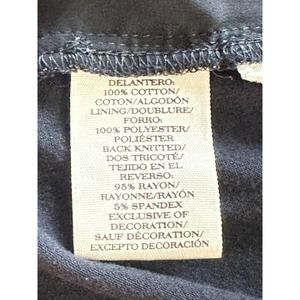 DELANTERO:
100% COTTON/
COTON/ALGODÓN
LINING/DOUBLURE/
FORRO:
100% POLYESTER/
POLIÉSTER
BACK KNITTED/
DOS TRICOTÉ/
TEJIDO EN EL
REVERSO:
95% RAYON/
RAYONNE/RAYÓN
5% SPANDEX
EXCLUSIVE OF
DECORATION/
SAUF DÉCORATION/
EXCEPTO DECORACIÓN